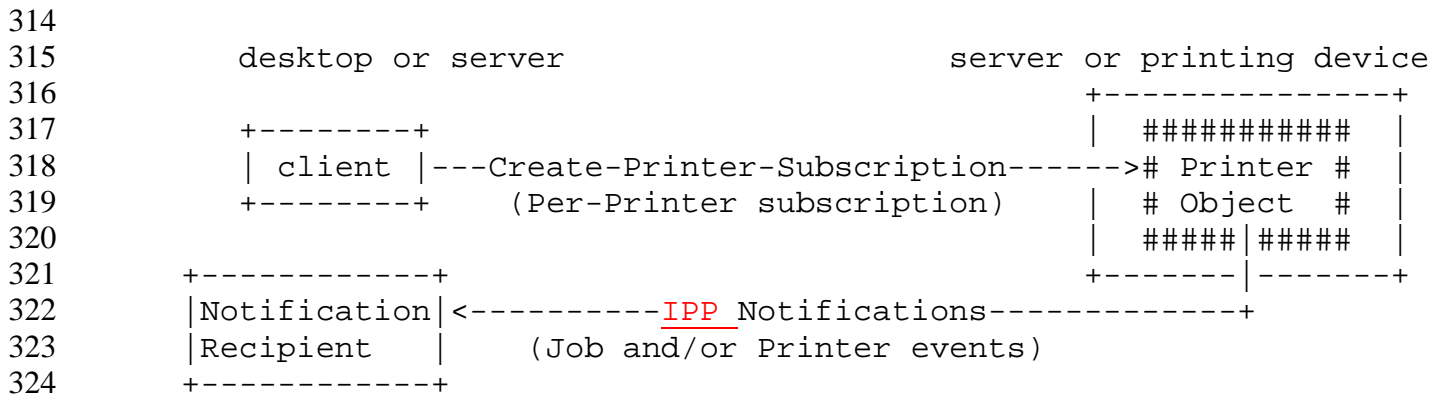 314
315 desktop or server server or printing device
316 +---------------+
317 +--------+ | ########### |
318 | client |---Create-Printer-Subscription------># Printer # |
319 +--------+ (Per-Printer subscription) | # Object # |
320 | #####|##### |
321 +------------+ +-------|-------+
322 |Notification|<----------IPP Notifications-------------+
323 |Recipient | (Job and/or Printer events)
324 +------------+